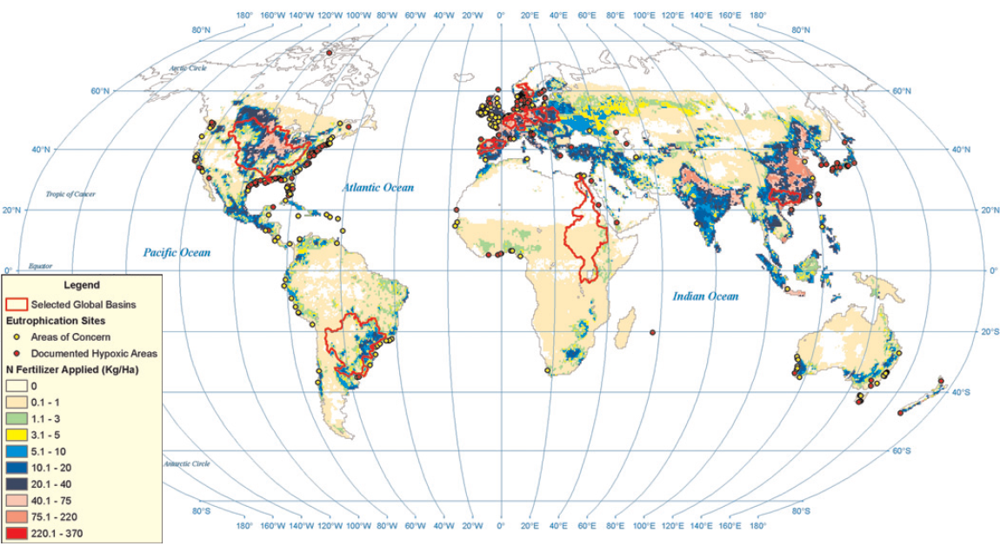 180° 160°W 140°W 120°W 100°W 80°W 60°W 40°W 20°W 0° 20°E 40°E 60°E 80°E 100°E 120°E 140°E 160°E 180°
80°N 80°N
Arctic Circle
60°N 60°N
40°N 40°N
Atlantic Ocean
Tropic of Cancer
20°N 20°N
Pacific Ocean
Equator
0° 0°
Indian Ocean
20°S
40°S
60°S
Antarctic Circle
80°S 80°S
180° 160°W 140°W 120°W 100°W 80°W 60°W 40°W 20°W 0° 20°E 40°E 60°E 80°E 100°E 120°E 140°E 160°E 180°
Legend
Selected Global Basins
Eutrophication Sites
Areas of Concern
Documented Hypoxic Areas
N Fertilizer Applied (Kg/Ha)
0
0.1 - 1
1.1 - 3
3.1 - 5
5.1 - 10
10.1 - 20
20.1 - 40
40.1 - 75
75.1 - 220
220.1 - 370